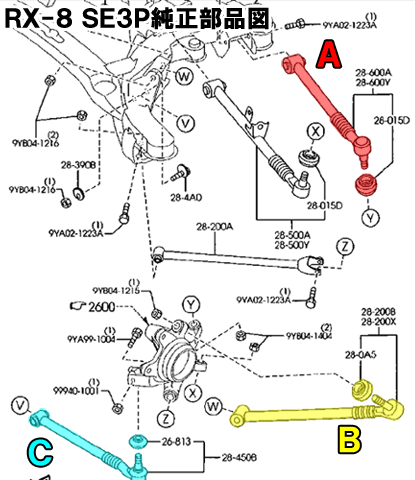 RX-8 SE3P純正部品図
(1)
9YA02-1223A
A
W
28-600A
28-600Y
V
28-015D
X
(2)
9YB04-1216
28-390B
(1)
9YB04-1216
28-4A0
28-015D
Y
(1)
9YA02-1223A
28-200A
28-500A
28-500Y
Z
(1)
9YB04-1216
9YA02-1223A
(1)
2600
Y
28-200B
28-200X
(1)
9YA99-1004
(2)
9YB04-1404
28-0A5
(1)
99940-1001
X
Z
V
W
B
C
26-813
28-450B